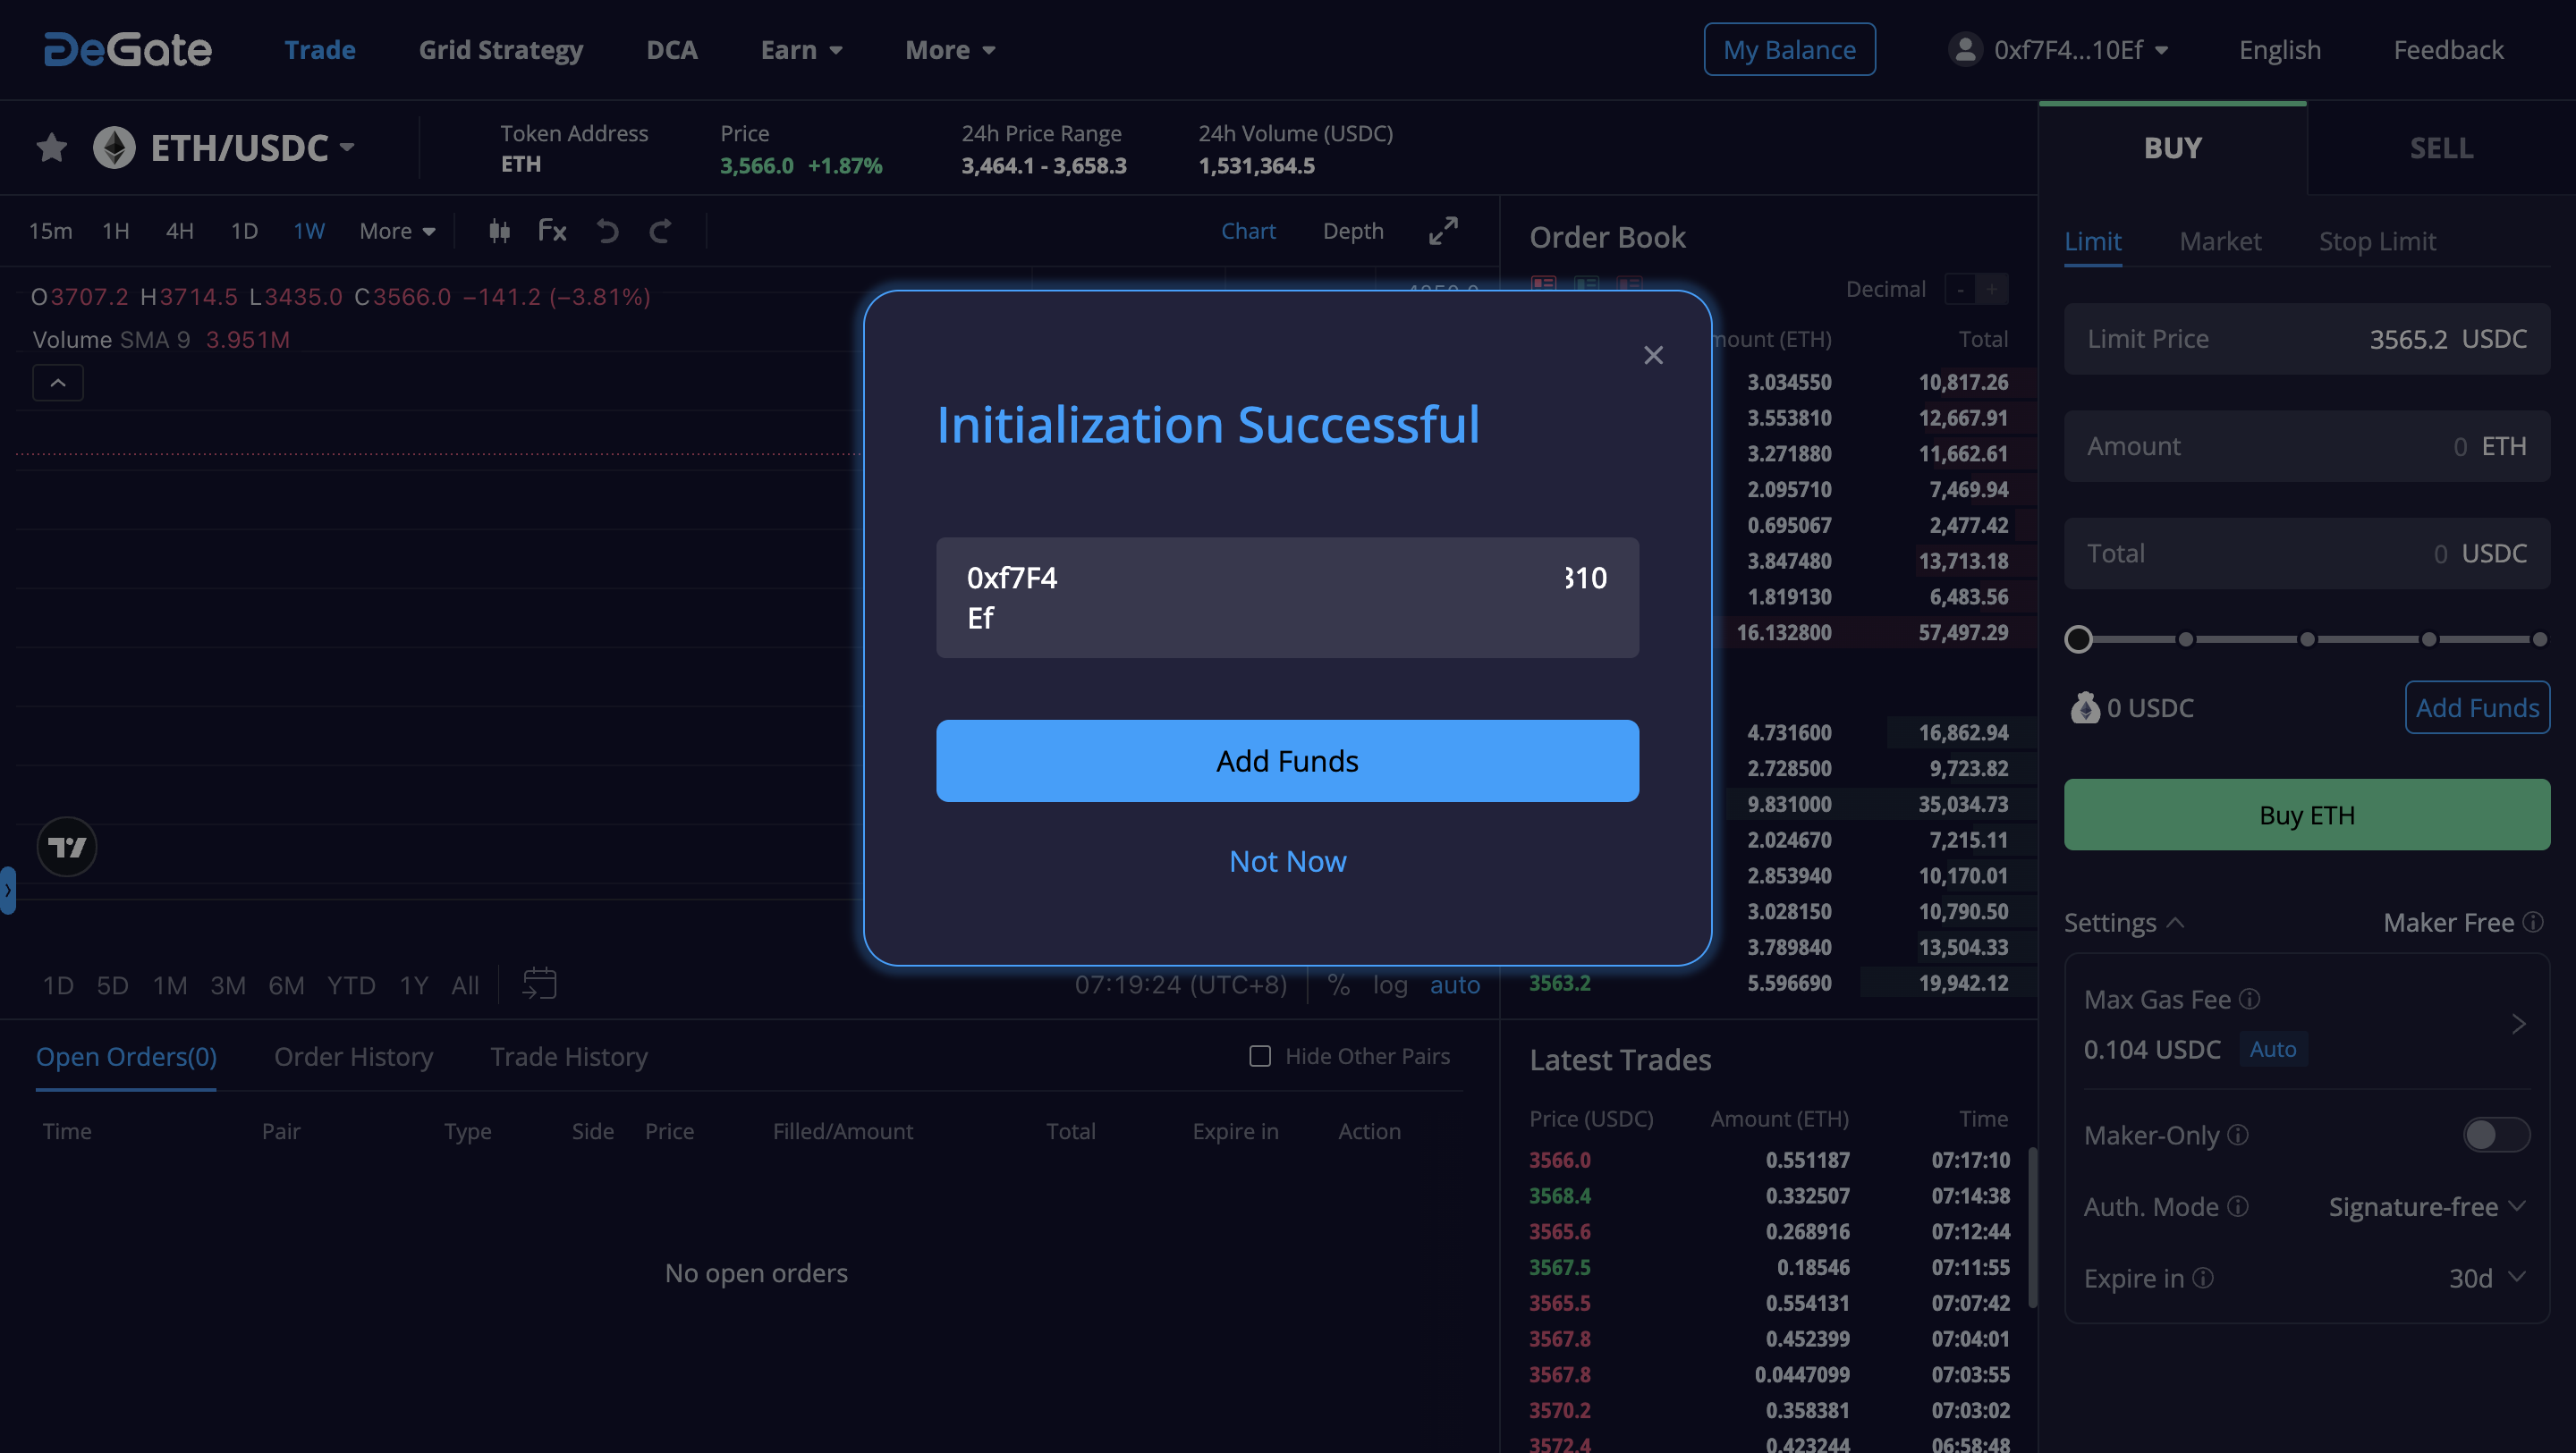 DeGate Trade Grid Strategy DCA Earn More My Balance 0xf7F4...10Ef English Feedback
ETH/USDC
Token Address
ETH
Price
3,566.0 +1.87%
24h Price Range
3,464.1 - 3,658.3
24h Volume (USDC)
1,531,364.5
BUY SELL
15m 1H 4H 1D 1W More Fx Chart Depth
O3707.2 H3714.5 L3435.0 C3566.0 −141.2 (−3.81%)
Volume SMA 9 3.951M
Initialization Successful
0xf7F4 310
Ef
Add Funds
Not Now
1D 5D 1M 3M 6M YTD 1Y All 07:19:24 (UTC+8) % log auto
Order Book
Decimal - +
Total
3.034550 10,817.26
3.553810 12,667.91
3.271880 11,662.61
2.095710 7,469.94
0.695067 2,477.42
3.847480 13,713.18
1.819130 6,483.56
16.132800 57,497.29
4.731600 16,862.94
2.728500 9,723.82
9.831000 35,034.73
2.024670 7,215.11
2.853940 10,170.01
3.028150 10,790.50
3.789840 13,504.33
3563.2 5.596690 19,942.12
Limit Market Stop Limit
Limit Price 3565.2 USDC
Amount 0 ETH
Total 0 USDC
0 USDC Add Funds
Buy ETH
Settings Maker Free
Max Gas Fee
0.104 USDC Auto
Maker-Only
Auth. Mode Signature-free
Expire in 30d
Open Orders(0) Order History Trade History Hide Other Pairs
Time Pair Type Side Price Filled/Amount Total Expire in Action
No open orders
Latest Trades
Price (USDC) Amount (ETH) Time
3566.0 0.551187 07:17:10
3568.4 0.332507 07:14:38
3565.6 0.268916 07:12:44
3567.5 0.18546 07:11:55
3565.5 0.554131 07:07:42
3567.8 0.452399 07:04:01
3567.8 0.0447099 07:03:55
3570.2 0.358381 07:03:02
3572.4 0.423244 06:58:48